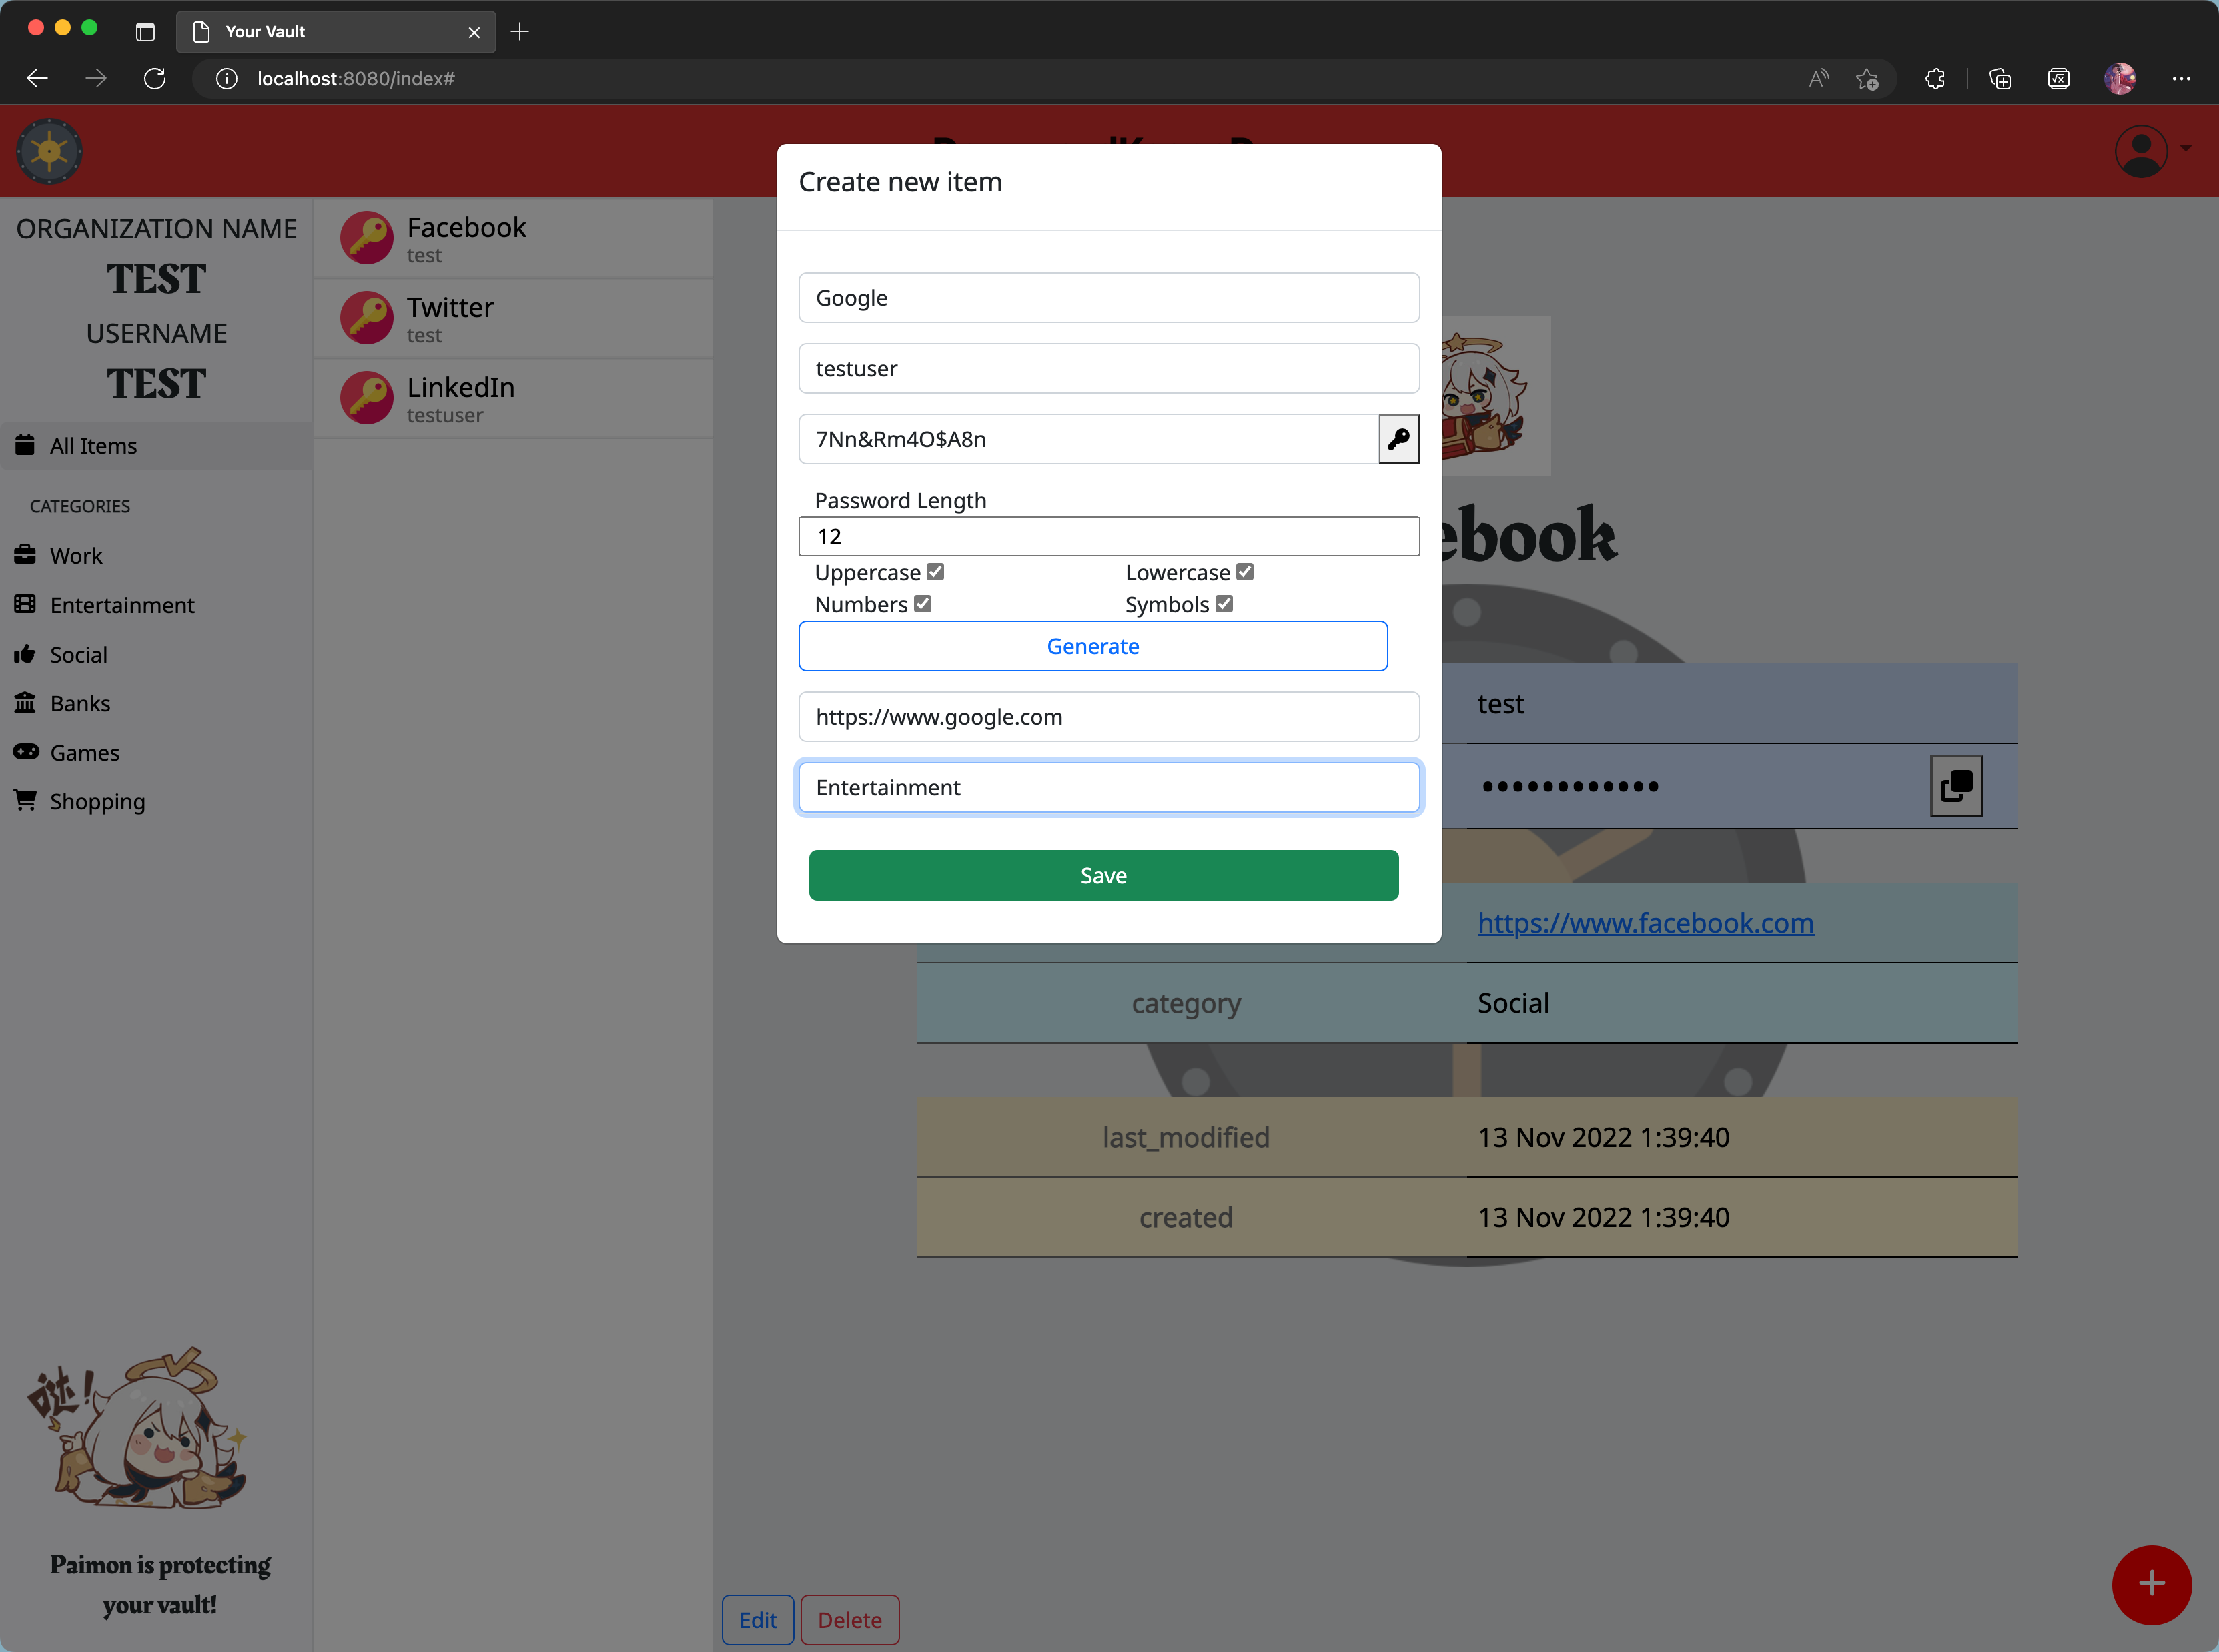 Your Vault
localhost:8080/index#
ORGANIZATION NAME
TEST
USERNAME
TEST
All Items
CATEGORIES
Work
Entertainment
Social
Banks
Games
Shopping
哒!
Paimon is protecting
your vault!
Facebook
test
Twitter
test
LinkedIn
testuser
Create new item
Google
testuser
7Nn&Rm4O$A8n
Password Length
12
Uppercase Lowercase
Numbers Symbols
Generate
https://www.google.com
Entertainment
Save
ebook
test
••••••••••••
https://www.facebook.com
category Social
last_modified 13 Nov 2022 1:39:40
created 13 Nov 2022 1:39:40
Edit Delete